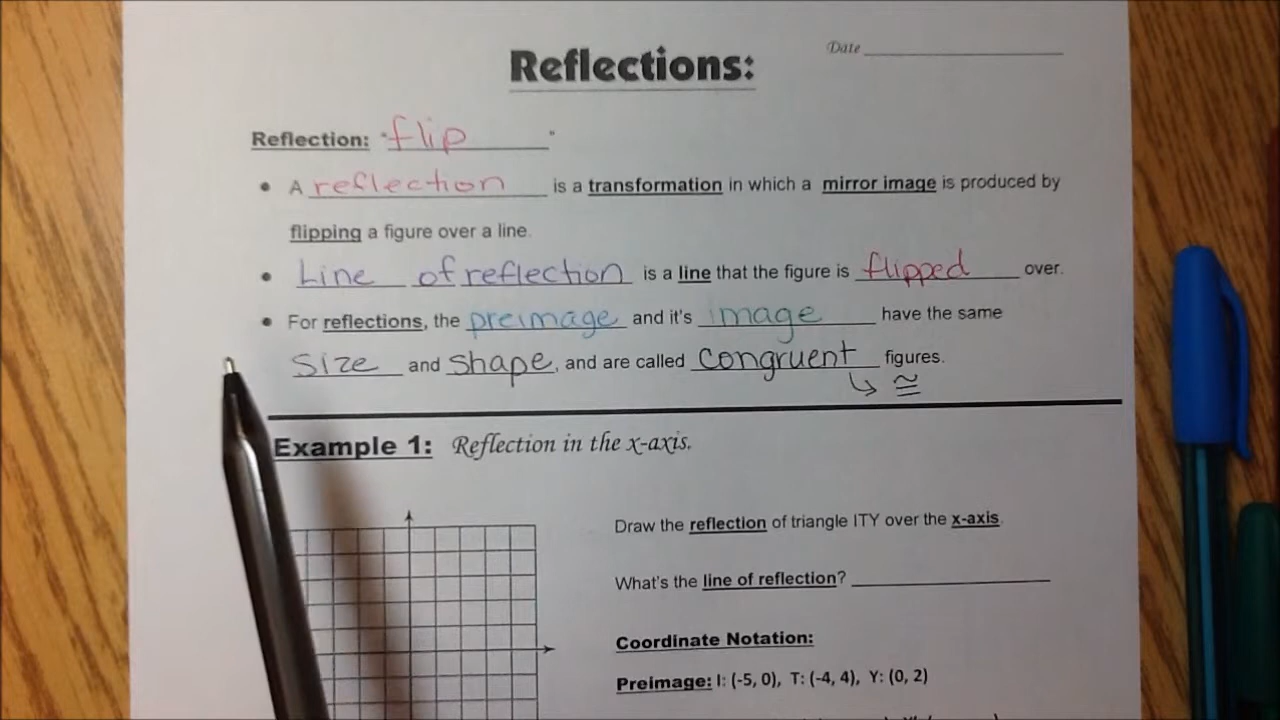 Date
Reflections:
Reflection: "flip"
• A reflection is a transformation in which a mirror image is produced by
flipping a figure over a line.
• Line of reflection is a line that the figure is flipped over.
• For reflections, the preimage and it's image have the same
size and shape, and are called congruent figures.
↳ ≅
Example 1: Reflection in the x-axis.
Draw the reflection of triangle ITY over the x-axis.
What's the line of reflection?
Coordinate Notation:
Preimage: I: (-5, 0), T: (-4, 4), Y: (0, 2)